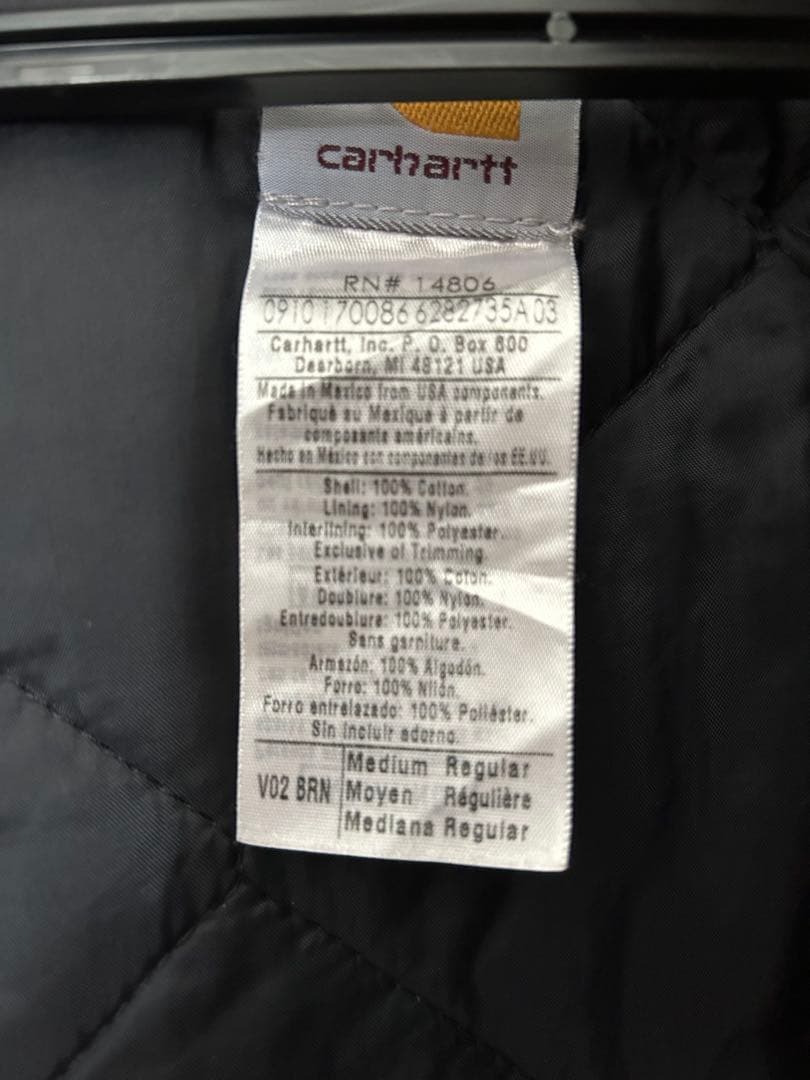 carhartt
RN# 14806
0910170086 6282735A 03
Carhartt, Inc. P. O. Box 600
Dearborn, MI 48121 USA
Made in Mexico from USA components.
Fabriqué au Mexique à partir de
composants américains.
Hecho en México con componentes de los EE.UU.
Shell: 100% Cotton.
Lining: 100% Nylon.
Interlining: 100% Polyester.
Exclusive of Trimming
Extérieur: 100% Coton.
Doublure: 100% Nylon.
Entredoublure: 100% Polyester.
Sans garniture.
Armazón: 100% Algodón.
Forro: 100% Nilón.
Forro entrelazado: 100% Poliéster.
Sin incluir adorno.
V02 BRN
Medium Regular
Moyen Régulière
Mediana Regular